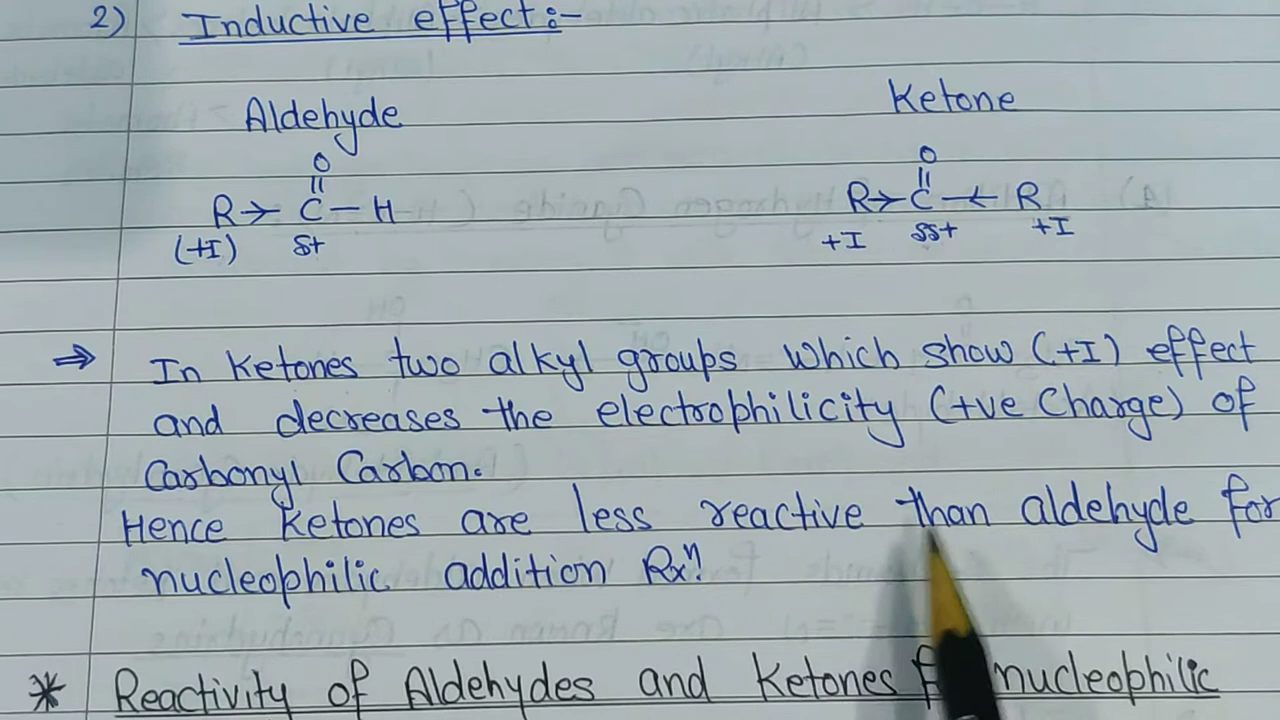 2) Inductive effect:-
Aldehyde Ketone
O O
|| ||
R→C—H R→C←R
(+I) δ+ +I δδ+ +I
⇒ In Ketones two alkyl groups which show (+I) effect
and decreases the electrophilicity (+ve Charge) of
Carbonyl Carbon.
Hence Ketones are less reactive than aldehyde for
nucleophilic addition Rxⁿ.
* Reactivity of Aldehydes and Ketones nucleophilic